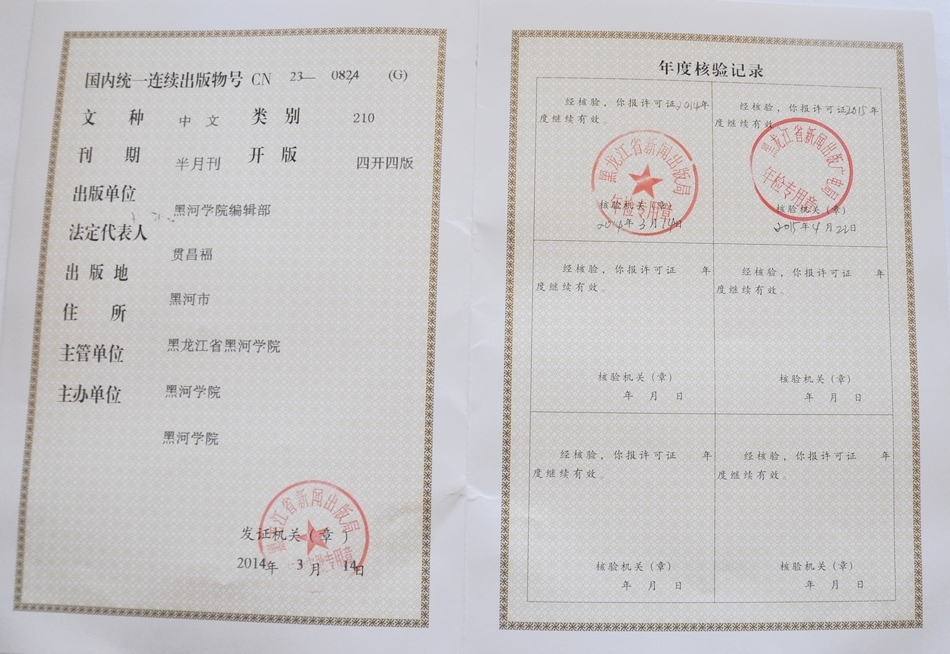 国内统一连续出版物号 CN 23— 0824 (G)
文 种 中 文 类 别 210
刊 期 半月刊 开 版 四开四版
出版单位 黑河学院编辑部
法定代表人 贯昌福
出 版 地 黑河市
住 所 黑龙江省黑河学院
主管单位 黑河学院
主办单位 黑河学院
黑龙江省新闻出版局
发证机关（章）
2014年 3 月 14日
年度核验记录
经核验，你报许可证2014年
度继续有效。
黑龙江省新闻出版局
年检专用章
核验机关（章）
2014年3月14日
经核验，你报许可证2015年
度继续有效。
黑龙江省新闻出版广电局
年检专用章
核验机关（章）
2015年4月22日
经核验，你报许可证 年
度继续有效。
核验机关（章）
年 月 日
经核验，你报许可证 年
度继续有效。
核验机关（章）
年 月 日
经核验，你报许可证 年
度继续有效。
核验机关（章）
年 月 日
经核验，你报许可证 年
度继续有效。
核验机关（章）
年 月 日